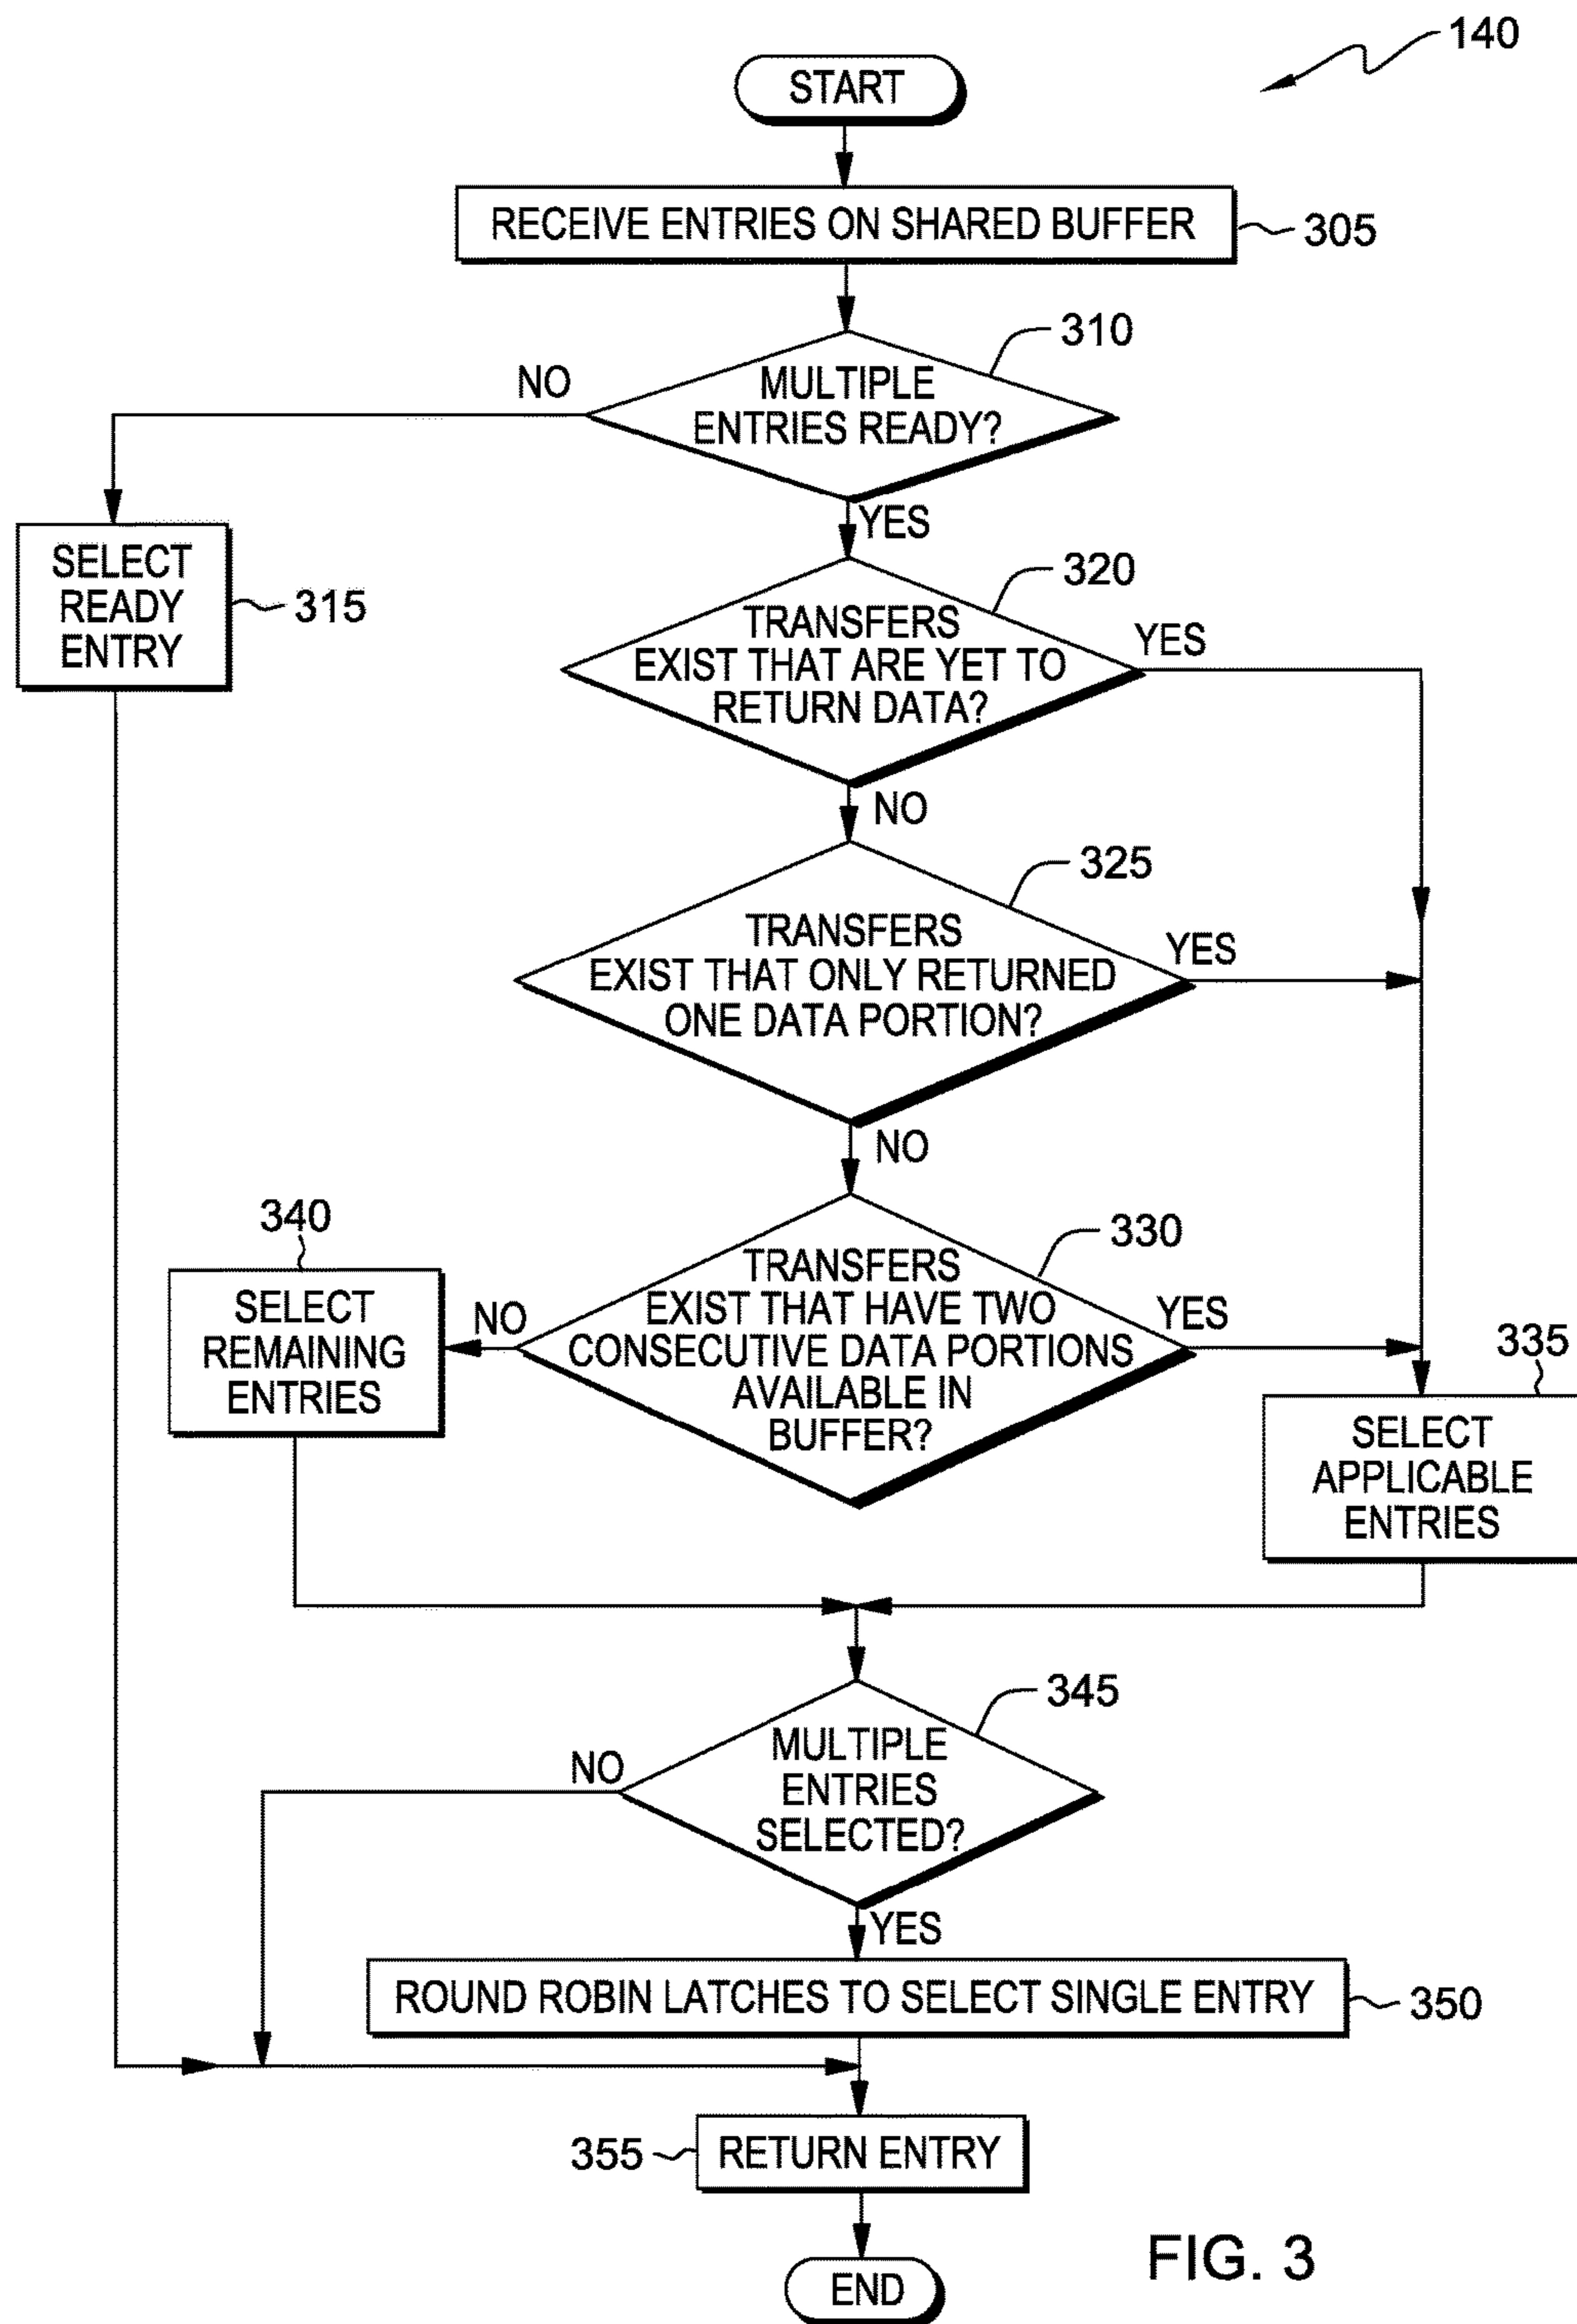 140
START
RECEIVE ENTRIES ON SHARED BUFFER
305
310
NO
MULTIPLE
ENTRIES READY?
YES
SELECT
READY
ENTRY
315
320
TRANSFERS
EXIST THAT ARE YET TO
RETURN DATA?
YES
NO
325
TRANSFERS
EXIST THAT ONLY RETURNED
ONE DATA PORTION?
YES
NO
330
TRANSFERS
EXIST THAT HAVE TWO
CONSECUTIVE DATA PORTIONS
AVAILABLE IN
BUFFER?
YES
NO
340
SELECT
REMAINING
ENTRIES
335
SELECT
APPLICABLE
ENTRIES
345
MULTIPLE
ENTRIES
SELECTED?
NO
YES
ROUND ROBIN LATCHES TO SELECT SINGLE ENTRY
350
355
RETURN ENTRY
END
FIG. 3